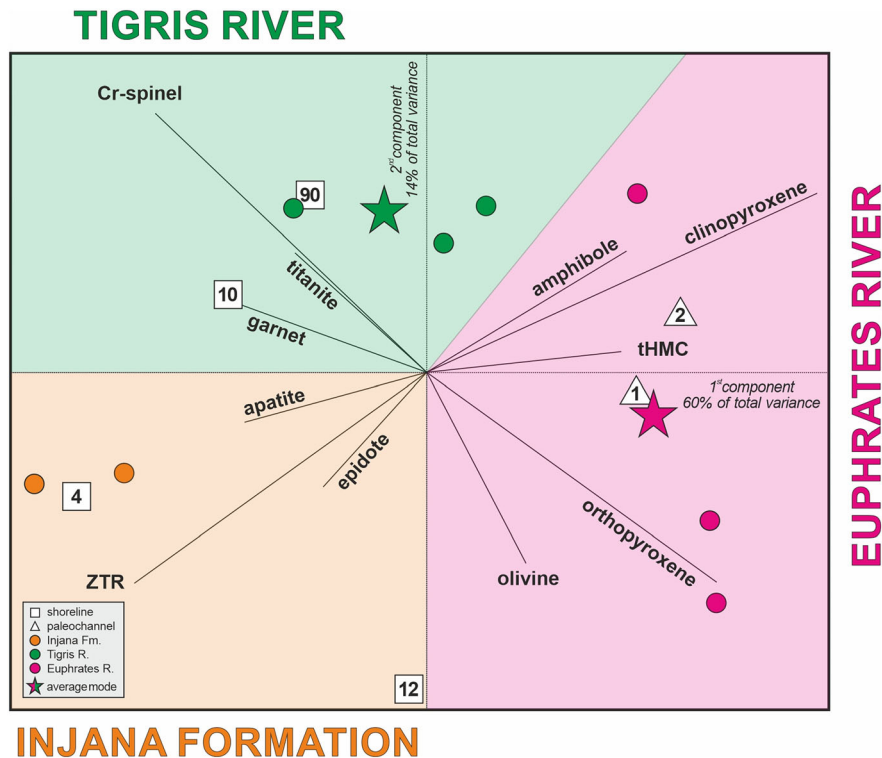 TIGRIS RIVER
Cr-spinel
2nd component
14% of total variance
90
clinopyroxene
amphibole
titanite
10
garnet
2
tHMC
EUPHRATES RIVER
1st component
60% of total variance
1
apatite
epidote
4
orthopyroxene
olivine
ZTR
shoreline
paleochannel
Injana Fm.
Tigris R.
Euphrates R.
average mode
12
INJANA FORMATION